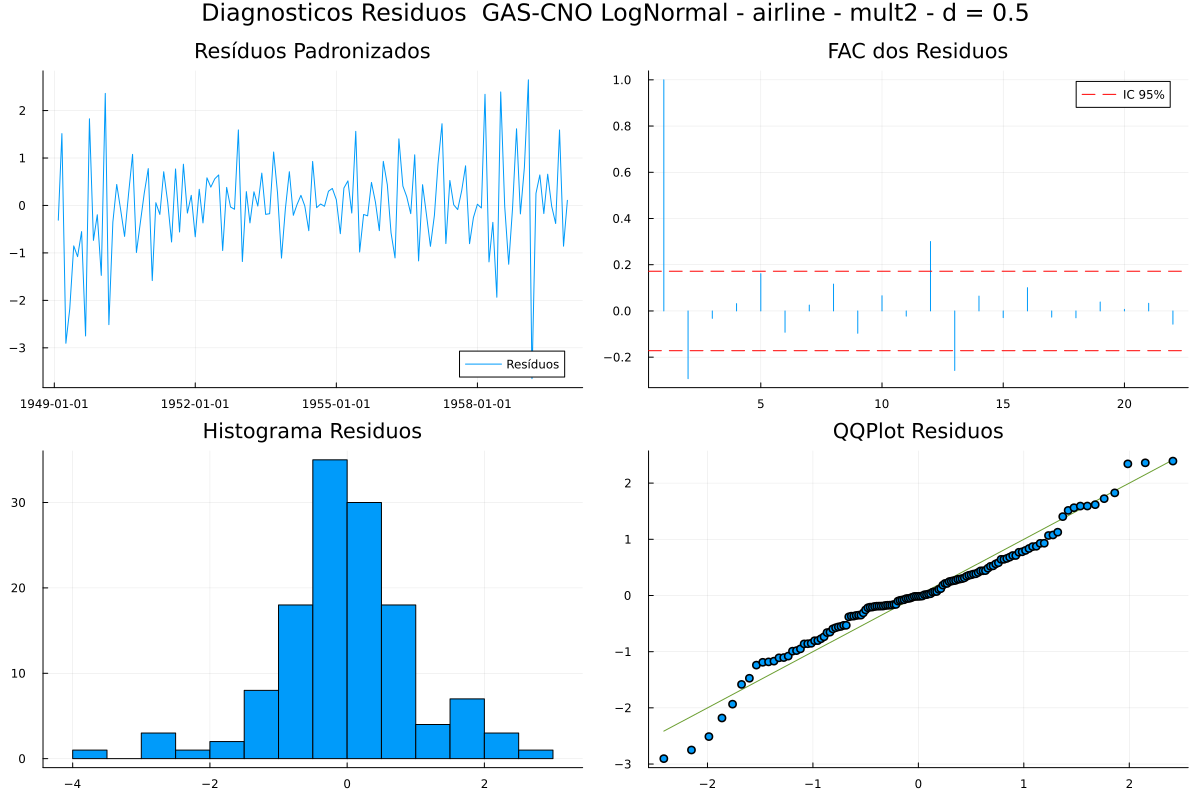 Diagnosticos Residuos  GAS-CNO LogNormal - airline - mult2 - d = 0.5
Resíduos Padronizados
2
1
0
−1
−2
−3
1949-01-01 1952-01-01 1955-01-01 1958-01-01
Resíduos
FAC dos Residuos
1.0
0.8
0.6
0.4
0.2
0.0
−0.2
5 10 15 20
IC 95%
Histograma Residuos
30
20
10
0
−4 −2 0 2
QQPlot Residuos
2
1
0
−1
−2
−3
−2 −1 0 1 2